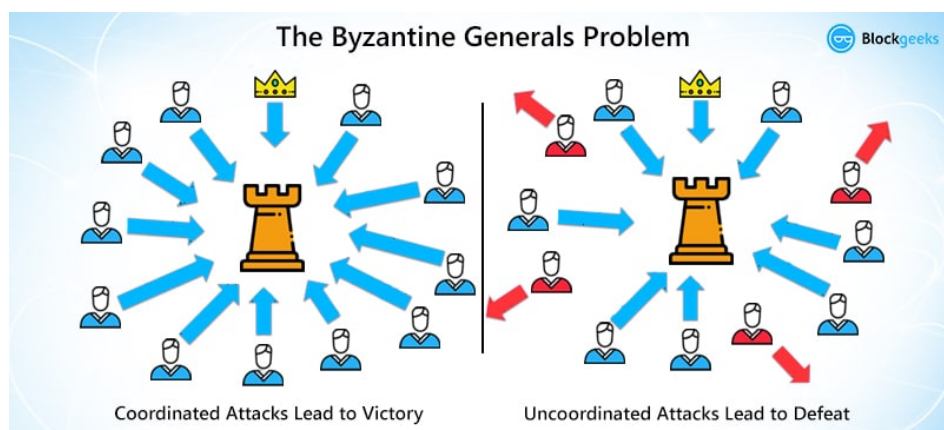 The Byzantine Generals Problem
Blockgeeks
Coordinated Attacks Lead to Victory
Uncoordinated Attacks Lead to Defeat